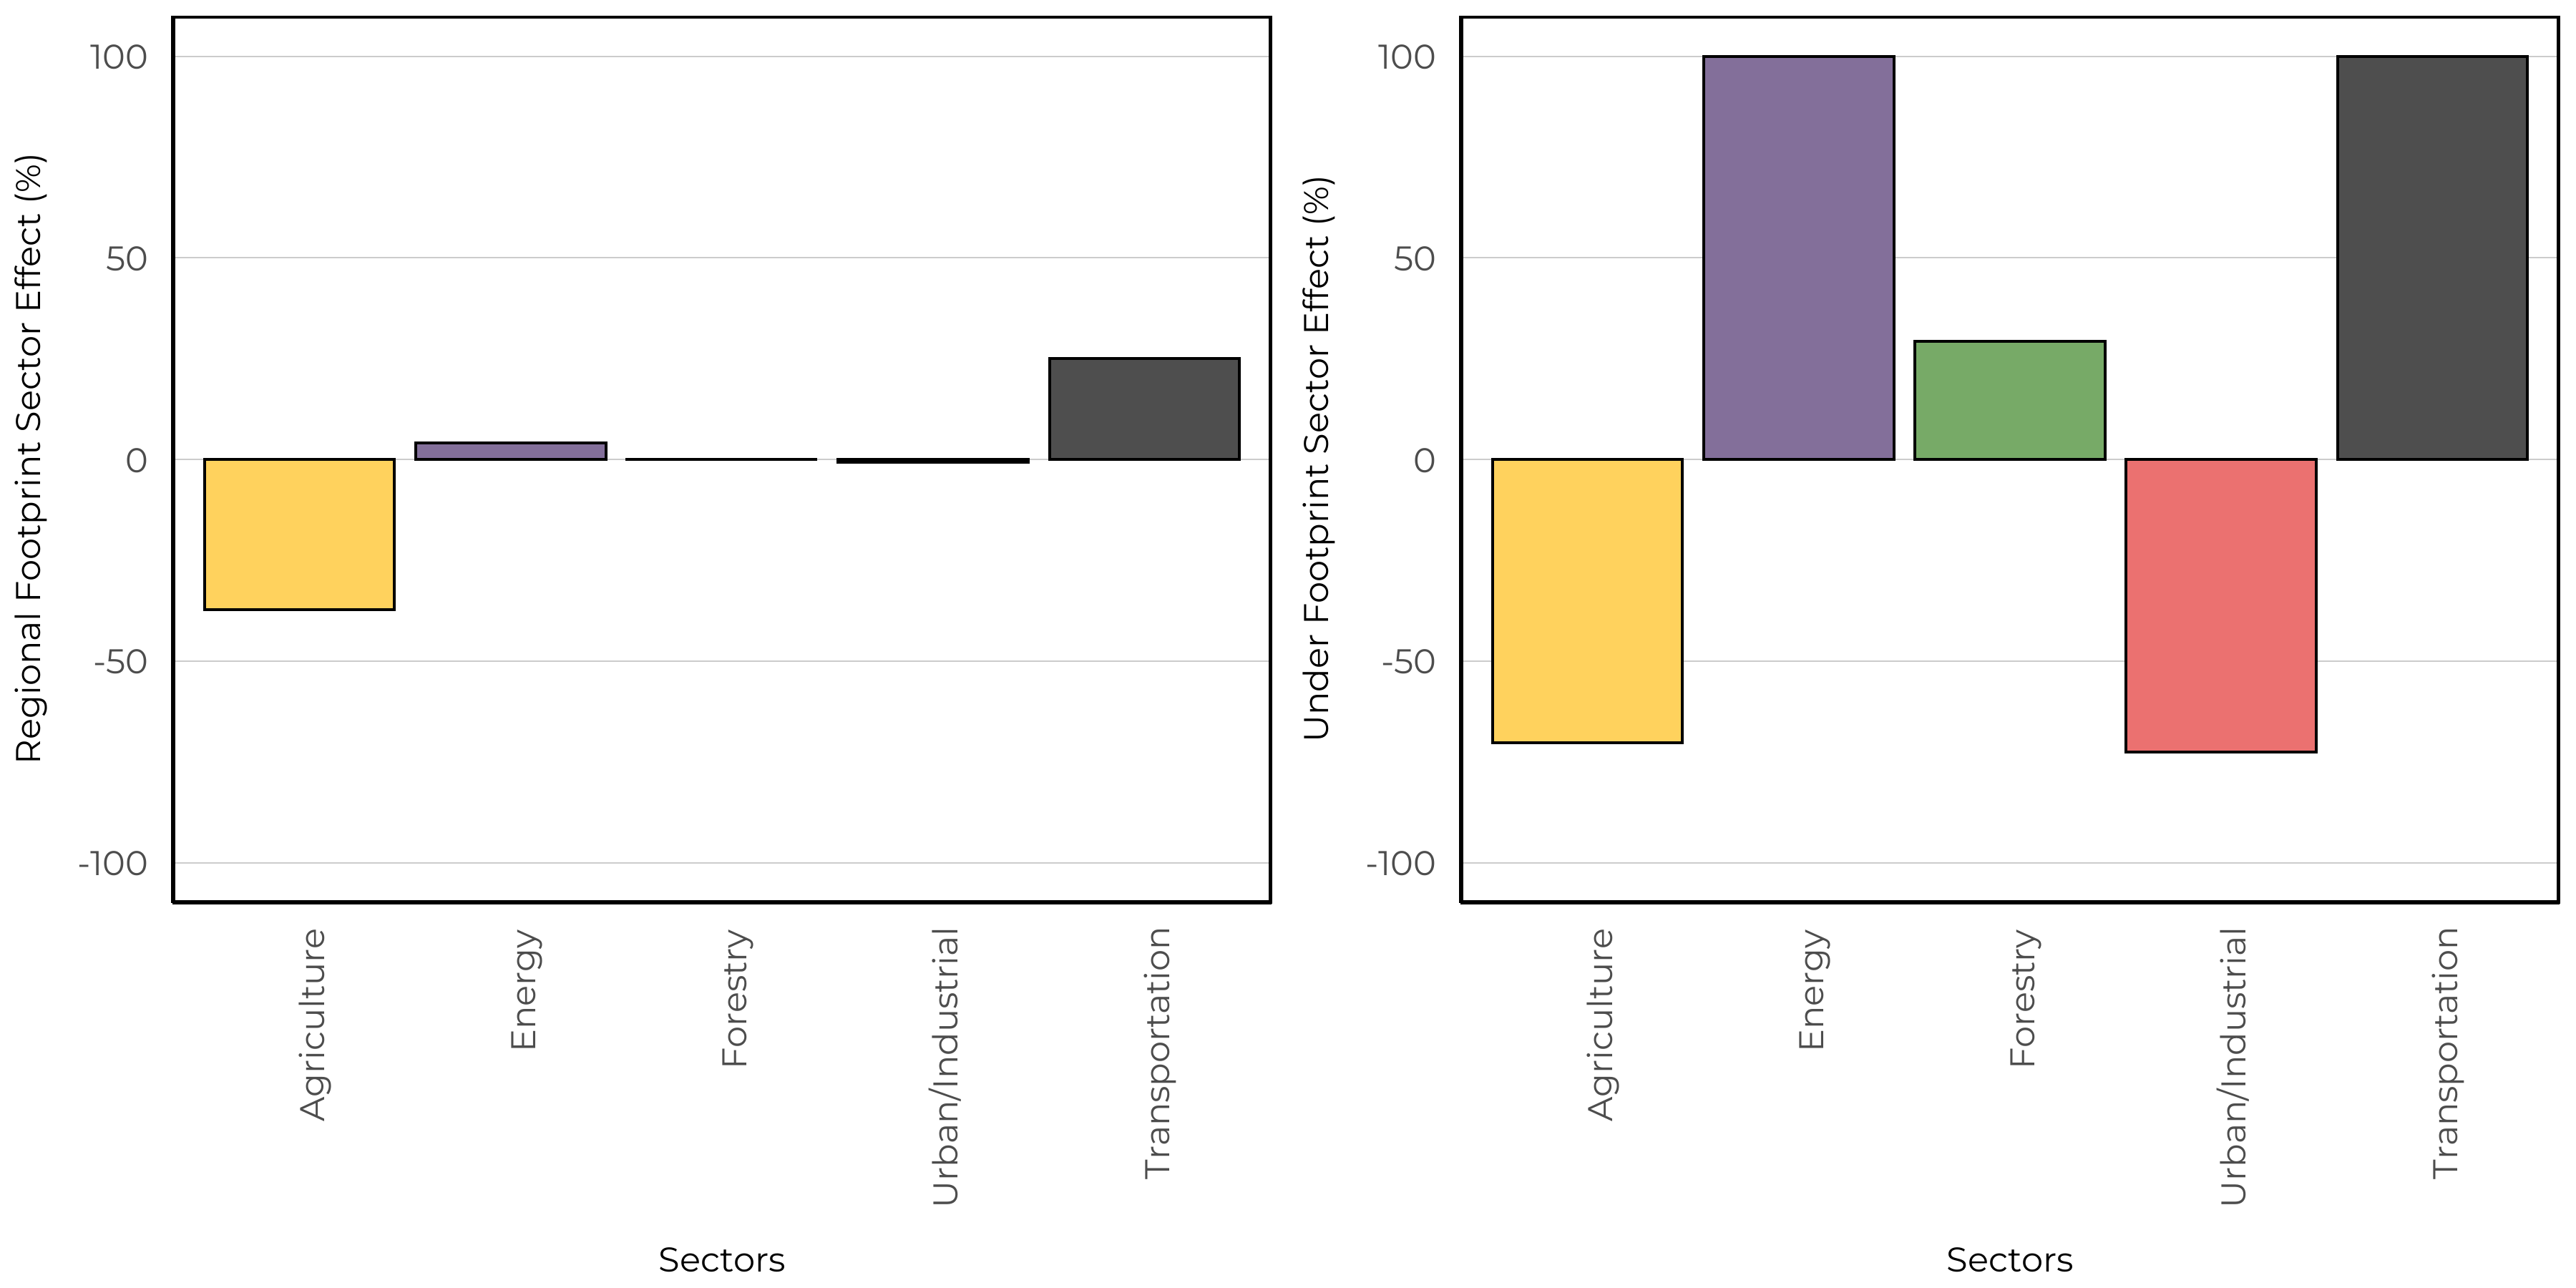 Regional Footprint Sector Effect (%)
100
50
0
-50
-100
Agriculture
Energy
Forestry
Urban/Industrial
Transportation
Sectors
Under Footprint Sector Effect (%)
100
50
0
-50
-100
Agriculture
Energy
Forestry
Urban/Industrial
Transportation
Sectors